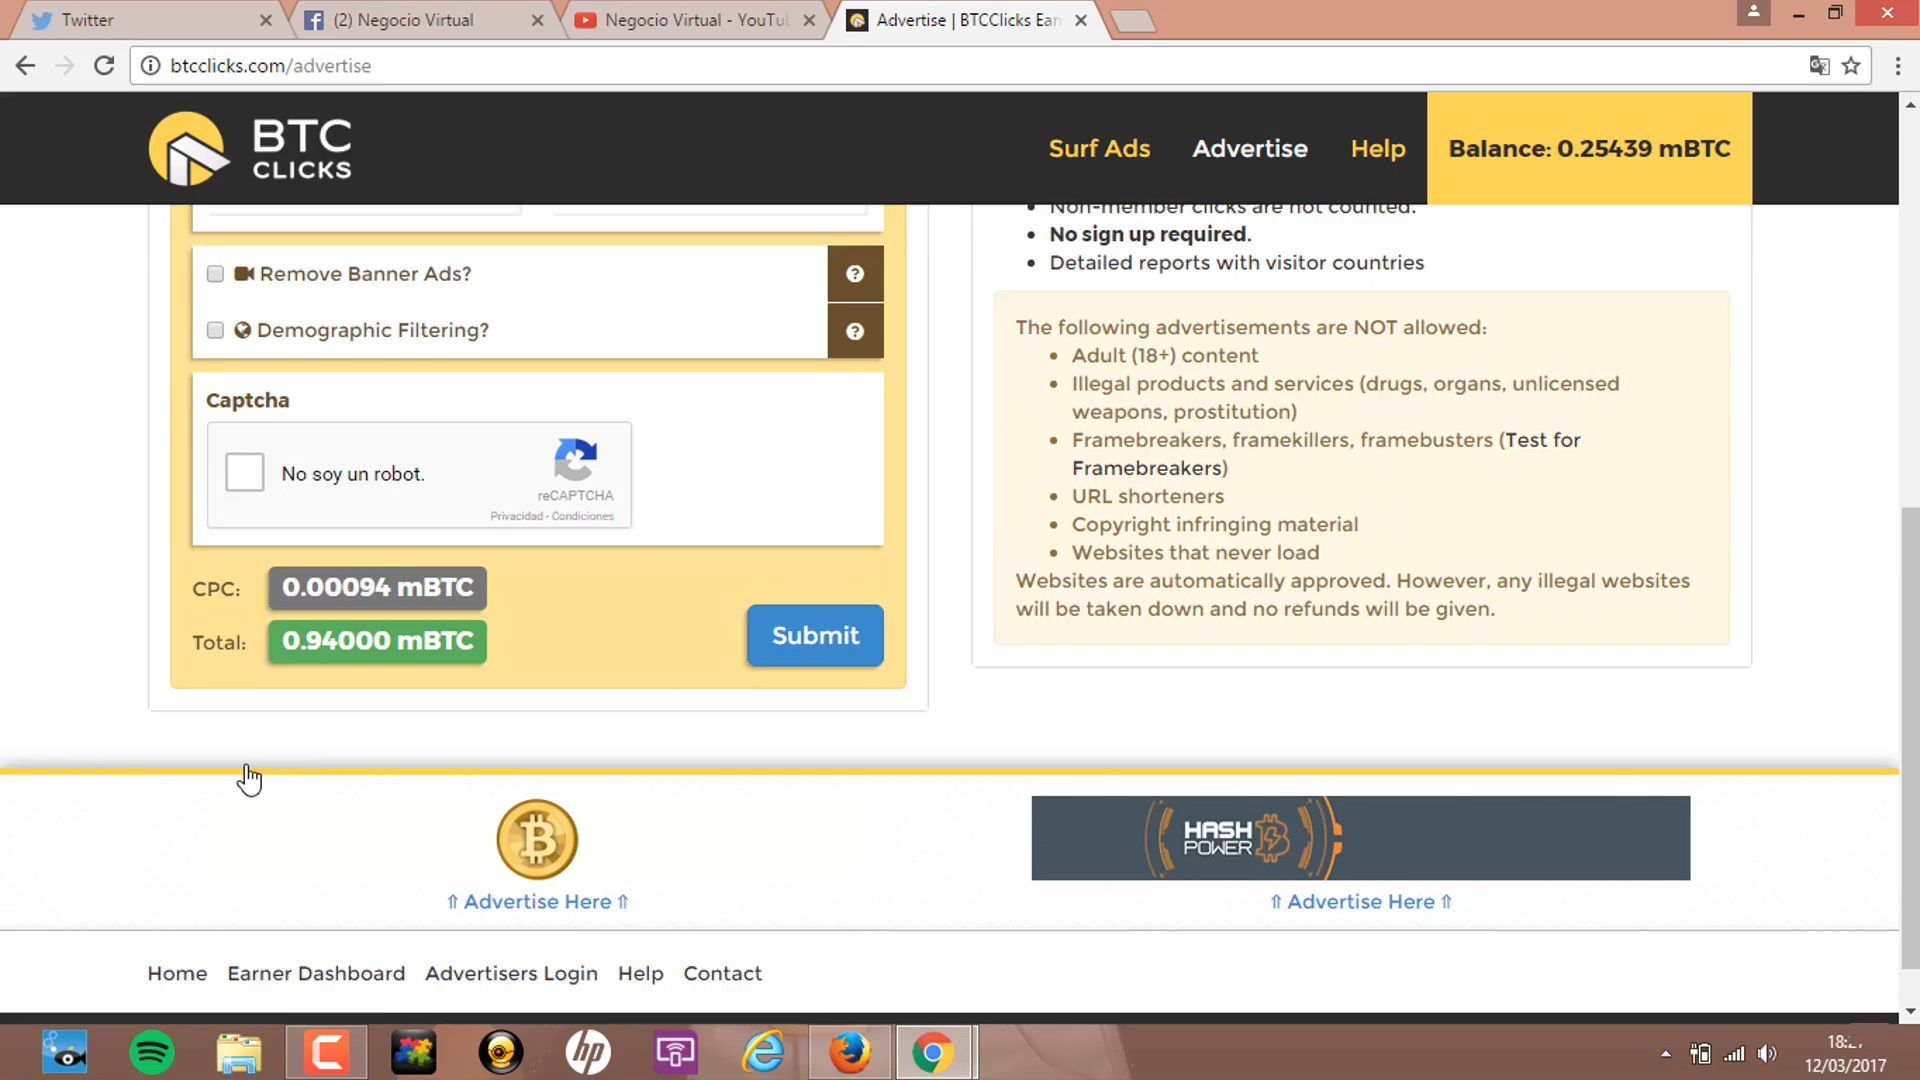 Twitter
(2) Negocio Virtual
Negocio Virtual - YouTu
Advertise | BTCClicks Ear
btcclicks.com/advertise
BTC
CLICKS
Surf Ads
Advertise
Help
Balance: 0.25439 mBTC
Non-member clicks are not counted.
No sign up required.
Detailed reports with visitor countries
Remove Banner Ads?
Demographic Filtering?
Captcha
No soy un robot.
reCAPTCHA
Privacidad - Condiciones
CPC: 0.00094 mBTC
Total: 0.94000 mBTC
Submit
The following advertisements are NOT allowed:
Adult (18+) content
Illegal products and services (drugs, organs, unlicensed
weapons, prostitution)
Framebreakers, framekillers, framebusters (Test for
Framebreakers)
URL shorteners
Copyright infringing material
Websites that never load
Websites are automatically approved. However, any illegal websites
will be taken down and no refunds will be given.
HASH
POWER
⇧ Advertise Here ⇧
⇧ Advertise Here ⇧
Home
Earner Dashboard
Advertisers Login
Help
Contact
hp
12/03/2017